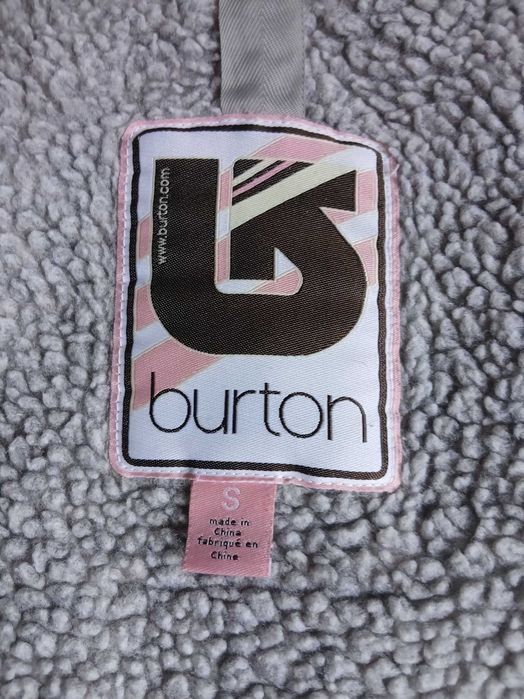 www.burton.com
burton
S
made in
China
fabriqué en
Chine